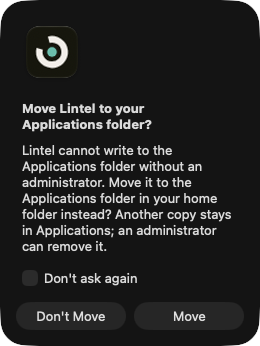 Move Lintel to your
Applications folder?
Lintel cannot write to the
Applications folder without an
administrator. Move it to the
Applications folder in your home
folder instead? Another copy stays
in Applications; an administrator
can remove it.
Don't ask again
Don't Move
Move